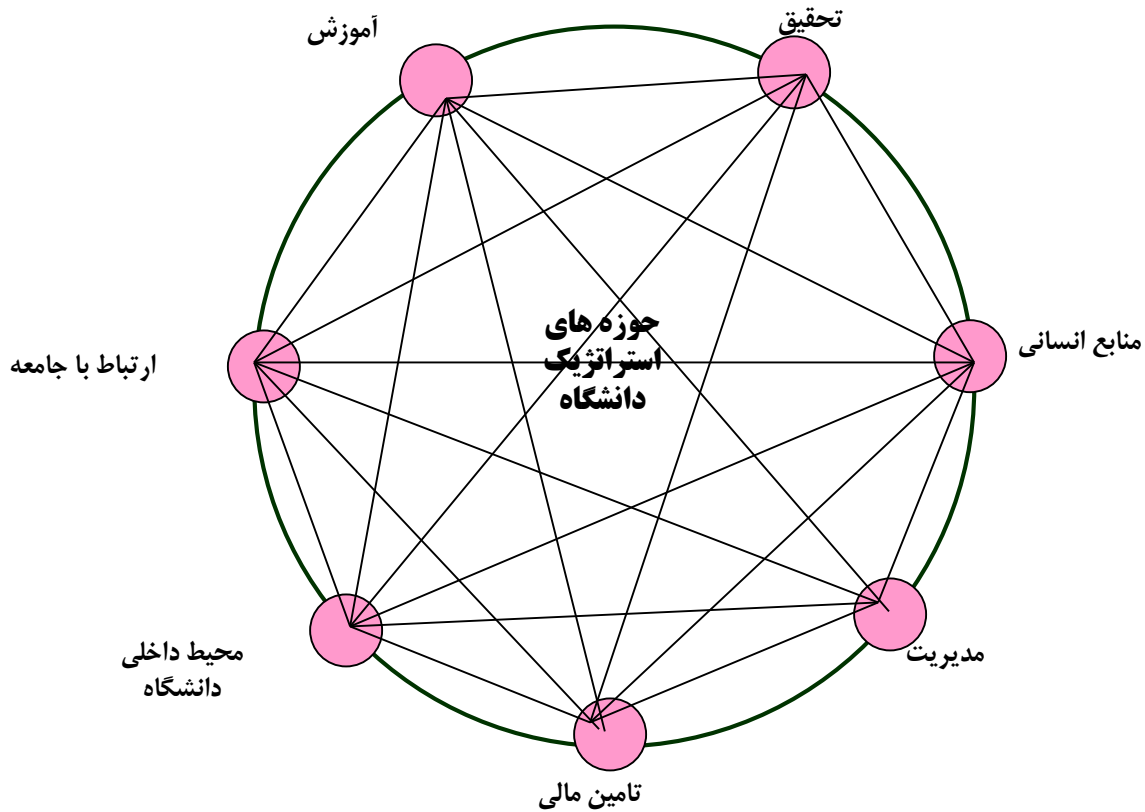 تحقیق
آموزش
حوزه های
استراتژیک
دانشگاه
منابع انسانی
ارتباط با جامعه
مدیریت
محیط داخلی
دانشگاه
تامین مالی